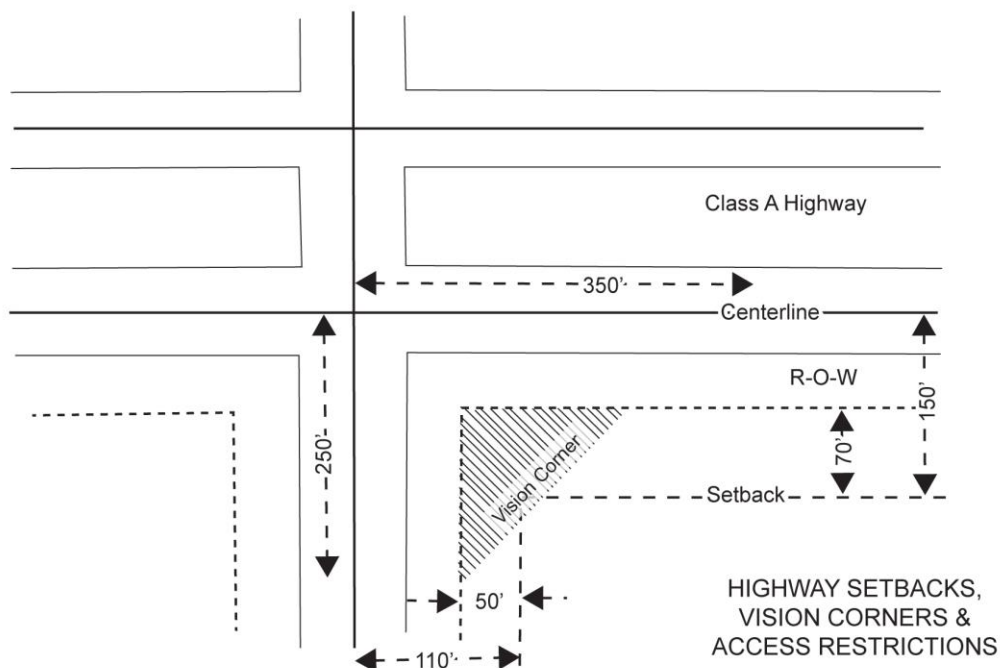 Class A Highway
350'
Centerline
R-O-W
150'
250'
70'
Vision Corner
Setback
50'
110'
HIGHWAY SETBACKS,
VISION CORNERS &
ACCESS RESTRICTIONS